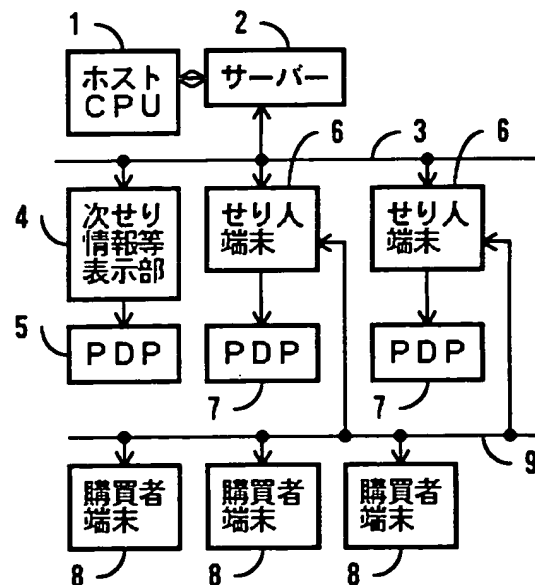 1
2
ホスト
CPU
サーバー
6
3
6
4
次せり
情報等
表示部
せり人
端末
せり人
端末
5
PDP
PDP
PDP
7
7
9
購買者
端末
購買者
端末
購買者
端末
8
8
8